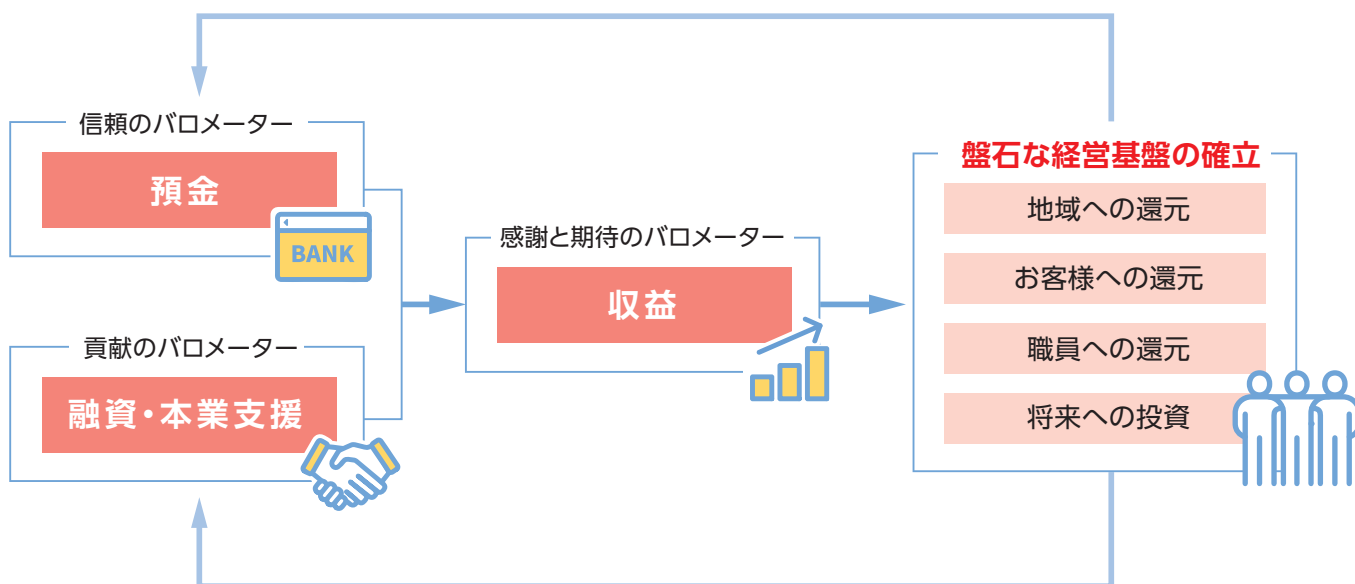 信頼のバロメーター
預金
BANK
貢献のバロメーター
融資・本業支援
感謝と期待のバロメーター
収益
盤石な経営基盤の確立
地域への還元
お客様への還元
職員への還元
将来への投資